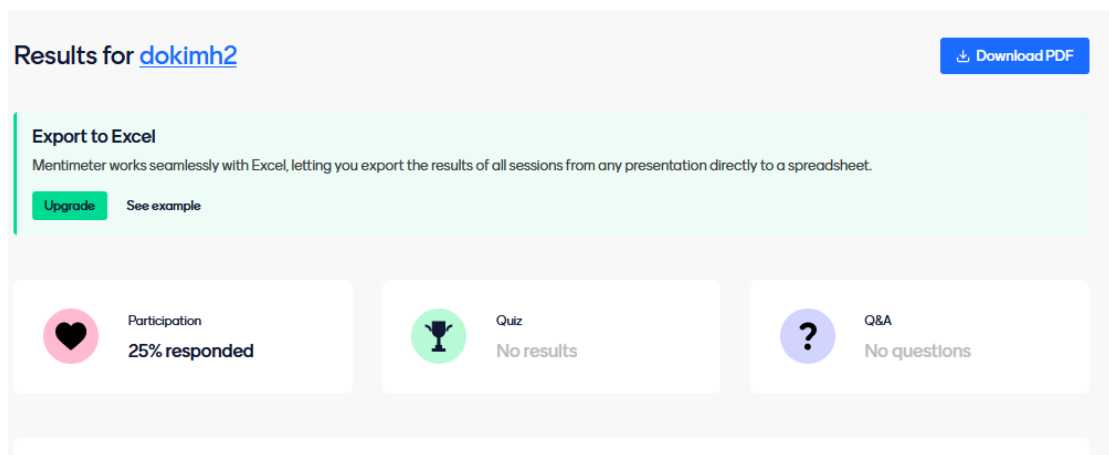 Results for dokimh2
Download PDF
Export to Excel
Mentimeter works seamlessly with Excel, letting you export the results of all sessions from any presentation directly to a spreadsheet.
Upgrade
See example
Participation
25% responded
Quiz
No results
Q&A
No questions